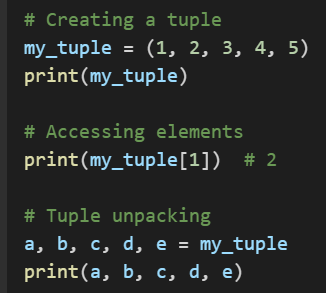 # Creating a tuple
my_tuple = (1, 2, 3, 4, 5)
print(my_tuple)

# Accessing elements
print(my_tuple[1])  # 2

# Tuple unpacking
a, b, c, d, e = my_tuple
print(a, b, c, d, e)